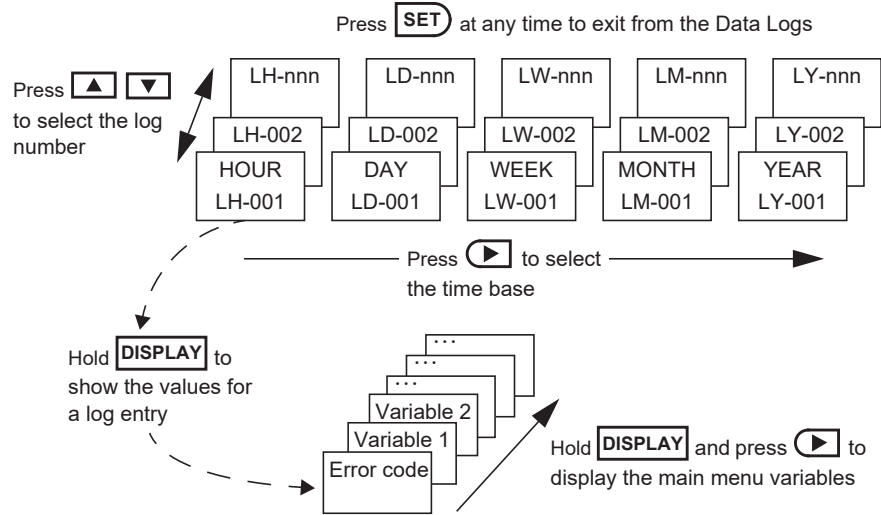 Press SET at any time to exit from the Data Logs
Press ▲ ▼
to select the log
number
LH-nnn LD-nnn LW-nnn LM-nnn LY-nnn
LH-002 LD-002 LW-002 LM-002 LY-002
HOUR DAY WEEK MONTH YEAR
LH-001 LD-001 LW-001 LM-001 LY-001
Press ▶ to select
the time base
Hold DISPLAY to
show the values for
a log entry
...
...
...
Variable 2
Variable 1
Error code
Hold DISPLAY and press ▶ to
display the main menu variables